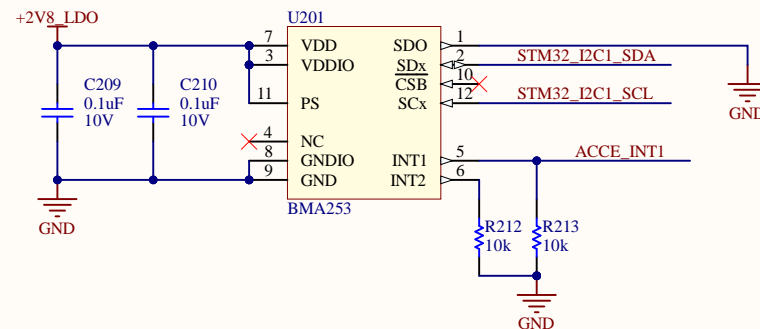 U201
+2V8_LDO
7 VDD SDO 1
3 VDDIO SDx 2 STM32_I2C1_SDA
C209 0.1uF 10V
C210 0.1uF 10V
CSB 10
11 PS SCx 12 STM32_I2C1_SCL
GND
4 NC
8 GNDIO INT1 5 ACCE_INT1
9 GND INT2 6
GND
BMA253
R212 10k
R213 10k
GND